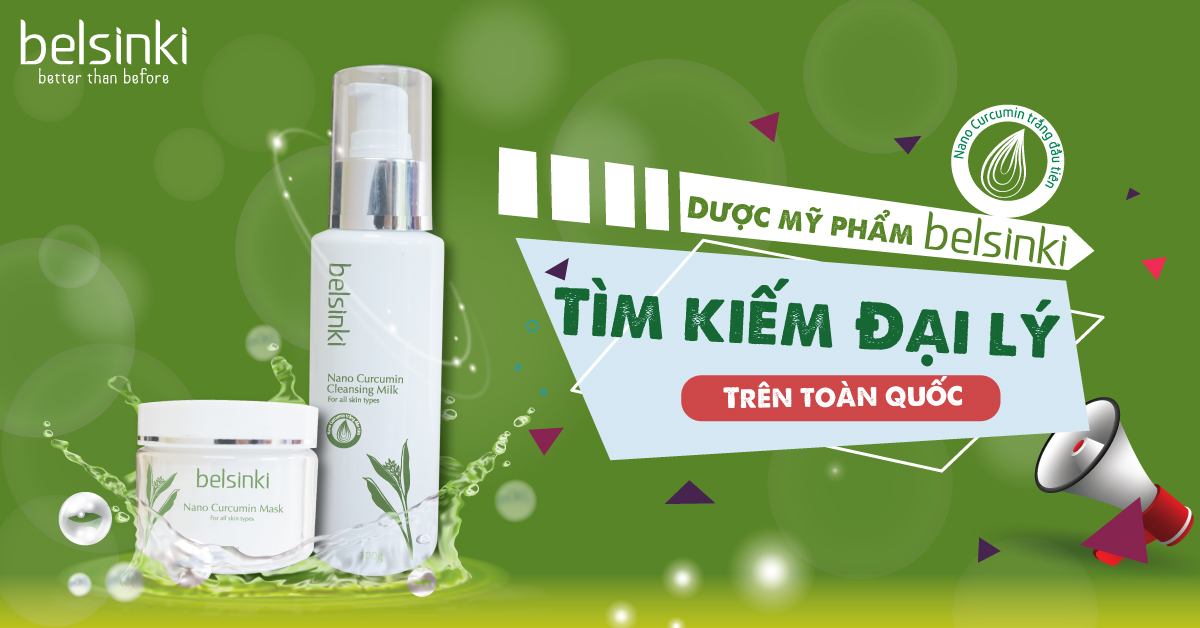 belsinki
better than before
Nano Curcumin trắng đầu tiên
DƯỢC MỸ PHẨM belsinki
TÌM KIẾM ĐẠI LÝ
TRÊN TOÀN QUỐC
belsinki
Nano Curcumin
Cleansing Milk
For all skin types
belsinki
Nano Curcumin Mask
For all skin types